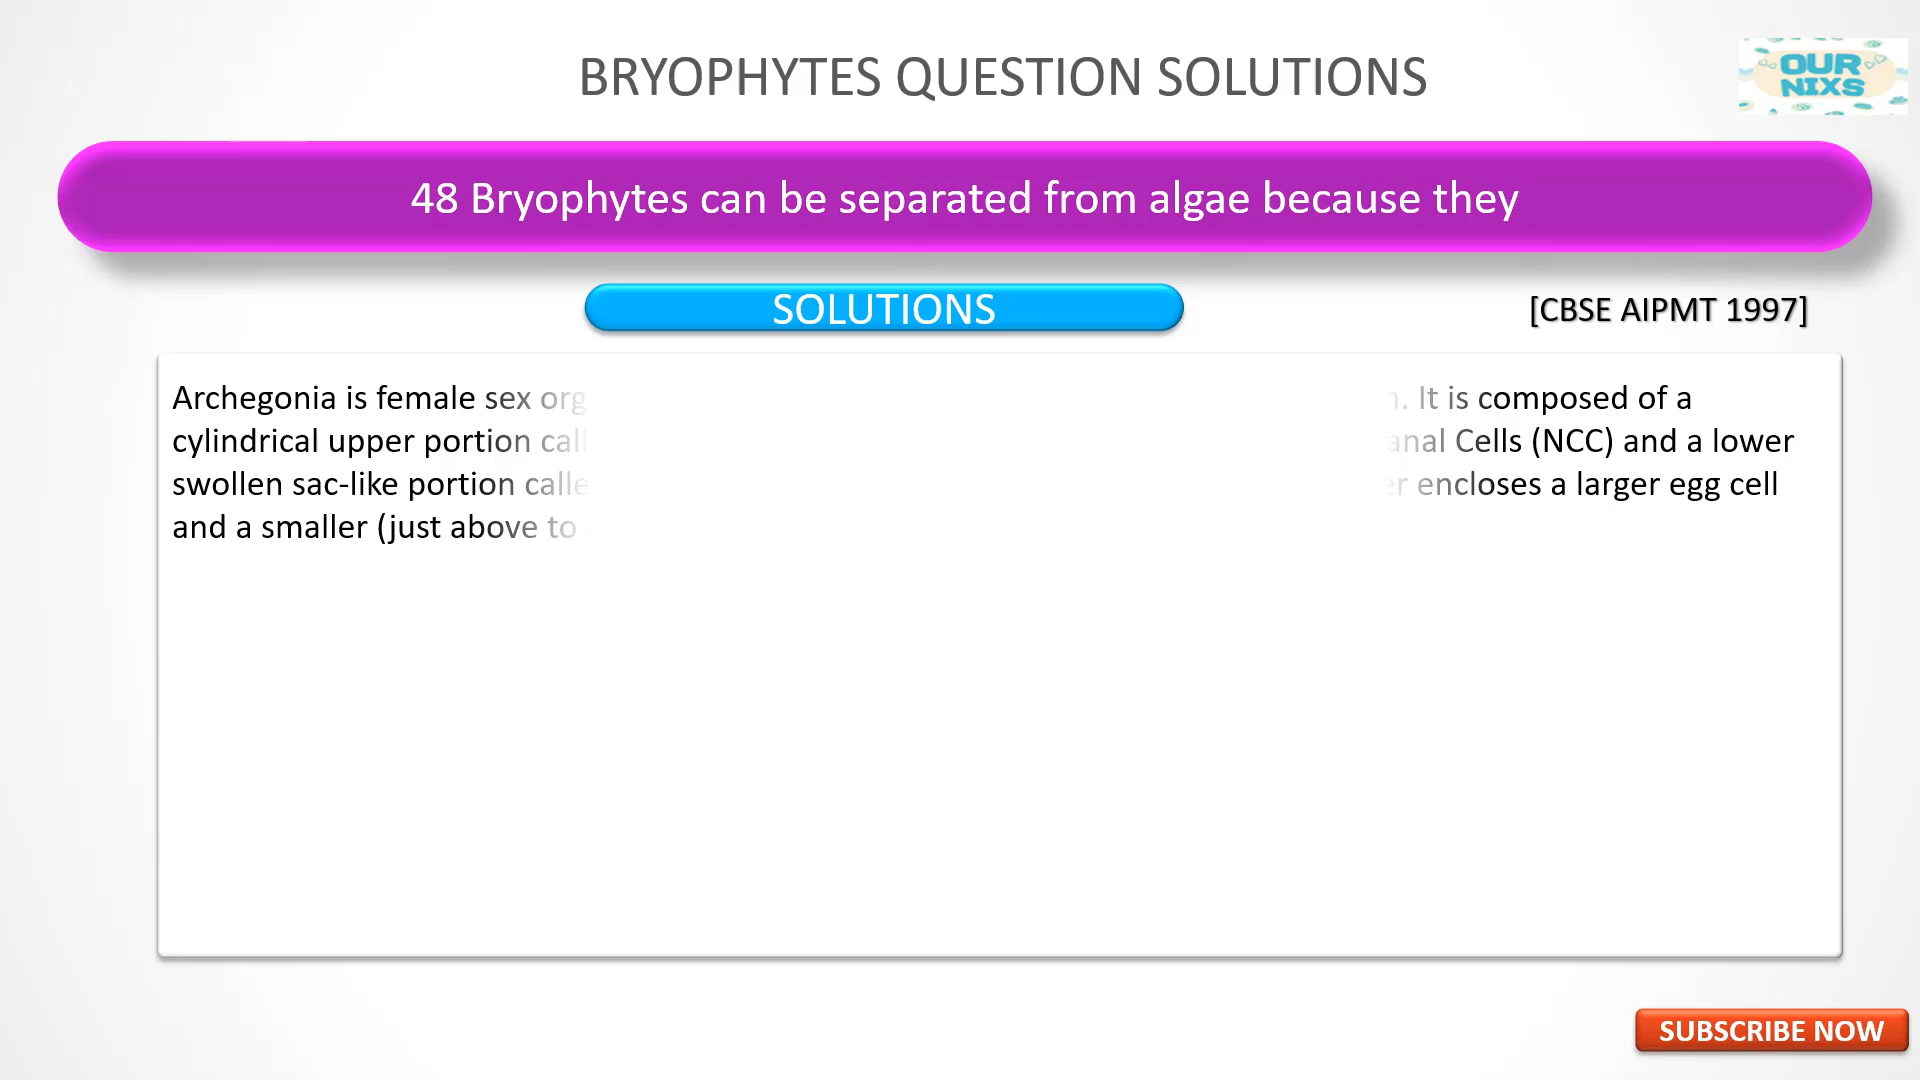 BRYOPHYTES QUESTION SOLUTIONS
OUR
NIXS
48 Bryophytes can be separated from algae because they
SOLUTIONS
[CBSE AIPMT 1997]
Archegonia is female sex It is composed of a
cylindrical upper portion Cells (NCC) and a lower
swollen sac-like portion encloses a larger egg cell
and a smaller (just above to
SUBSCRIBE NOW